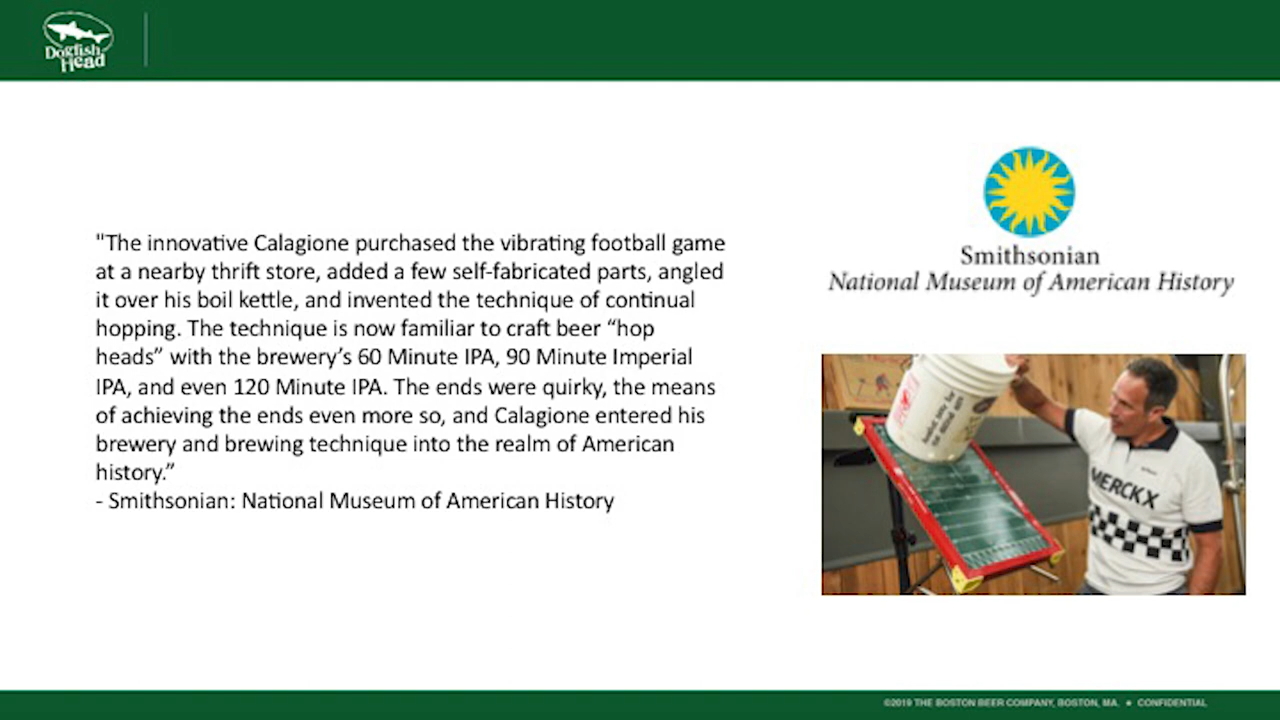 Dogfish
Head
"The innovative Calagione purchased the vibrating football game
at a nearby thrift store, added a few self-fabricated parts, angled
it over his boil kettle, and invented the technique of continual
hopping. The technique is now familiar to craft beer “hop
heads” with the brewery’s 60 Minute IPA, 90 Minute Imperial
IPA, and even 120 Minute IPA. The ends were quirky, the means
of achieving the ends even more so, and Calagione entered his
brewery and brewing technique into the realm of American
history.”
- Smithsonian: National Museum of American History
Smithsonian
National Museum of American History
MERCKX
©2019 THE BOSTON BEER COMPANY, BOSTON, MA. ● CONFIDENTIAL